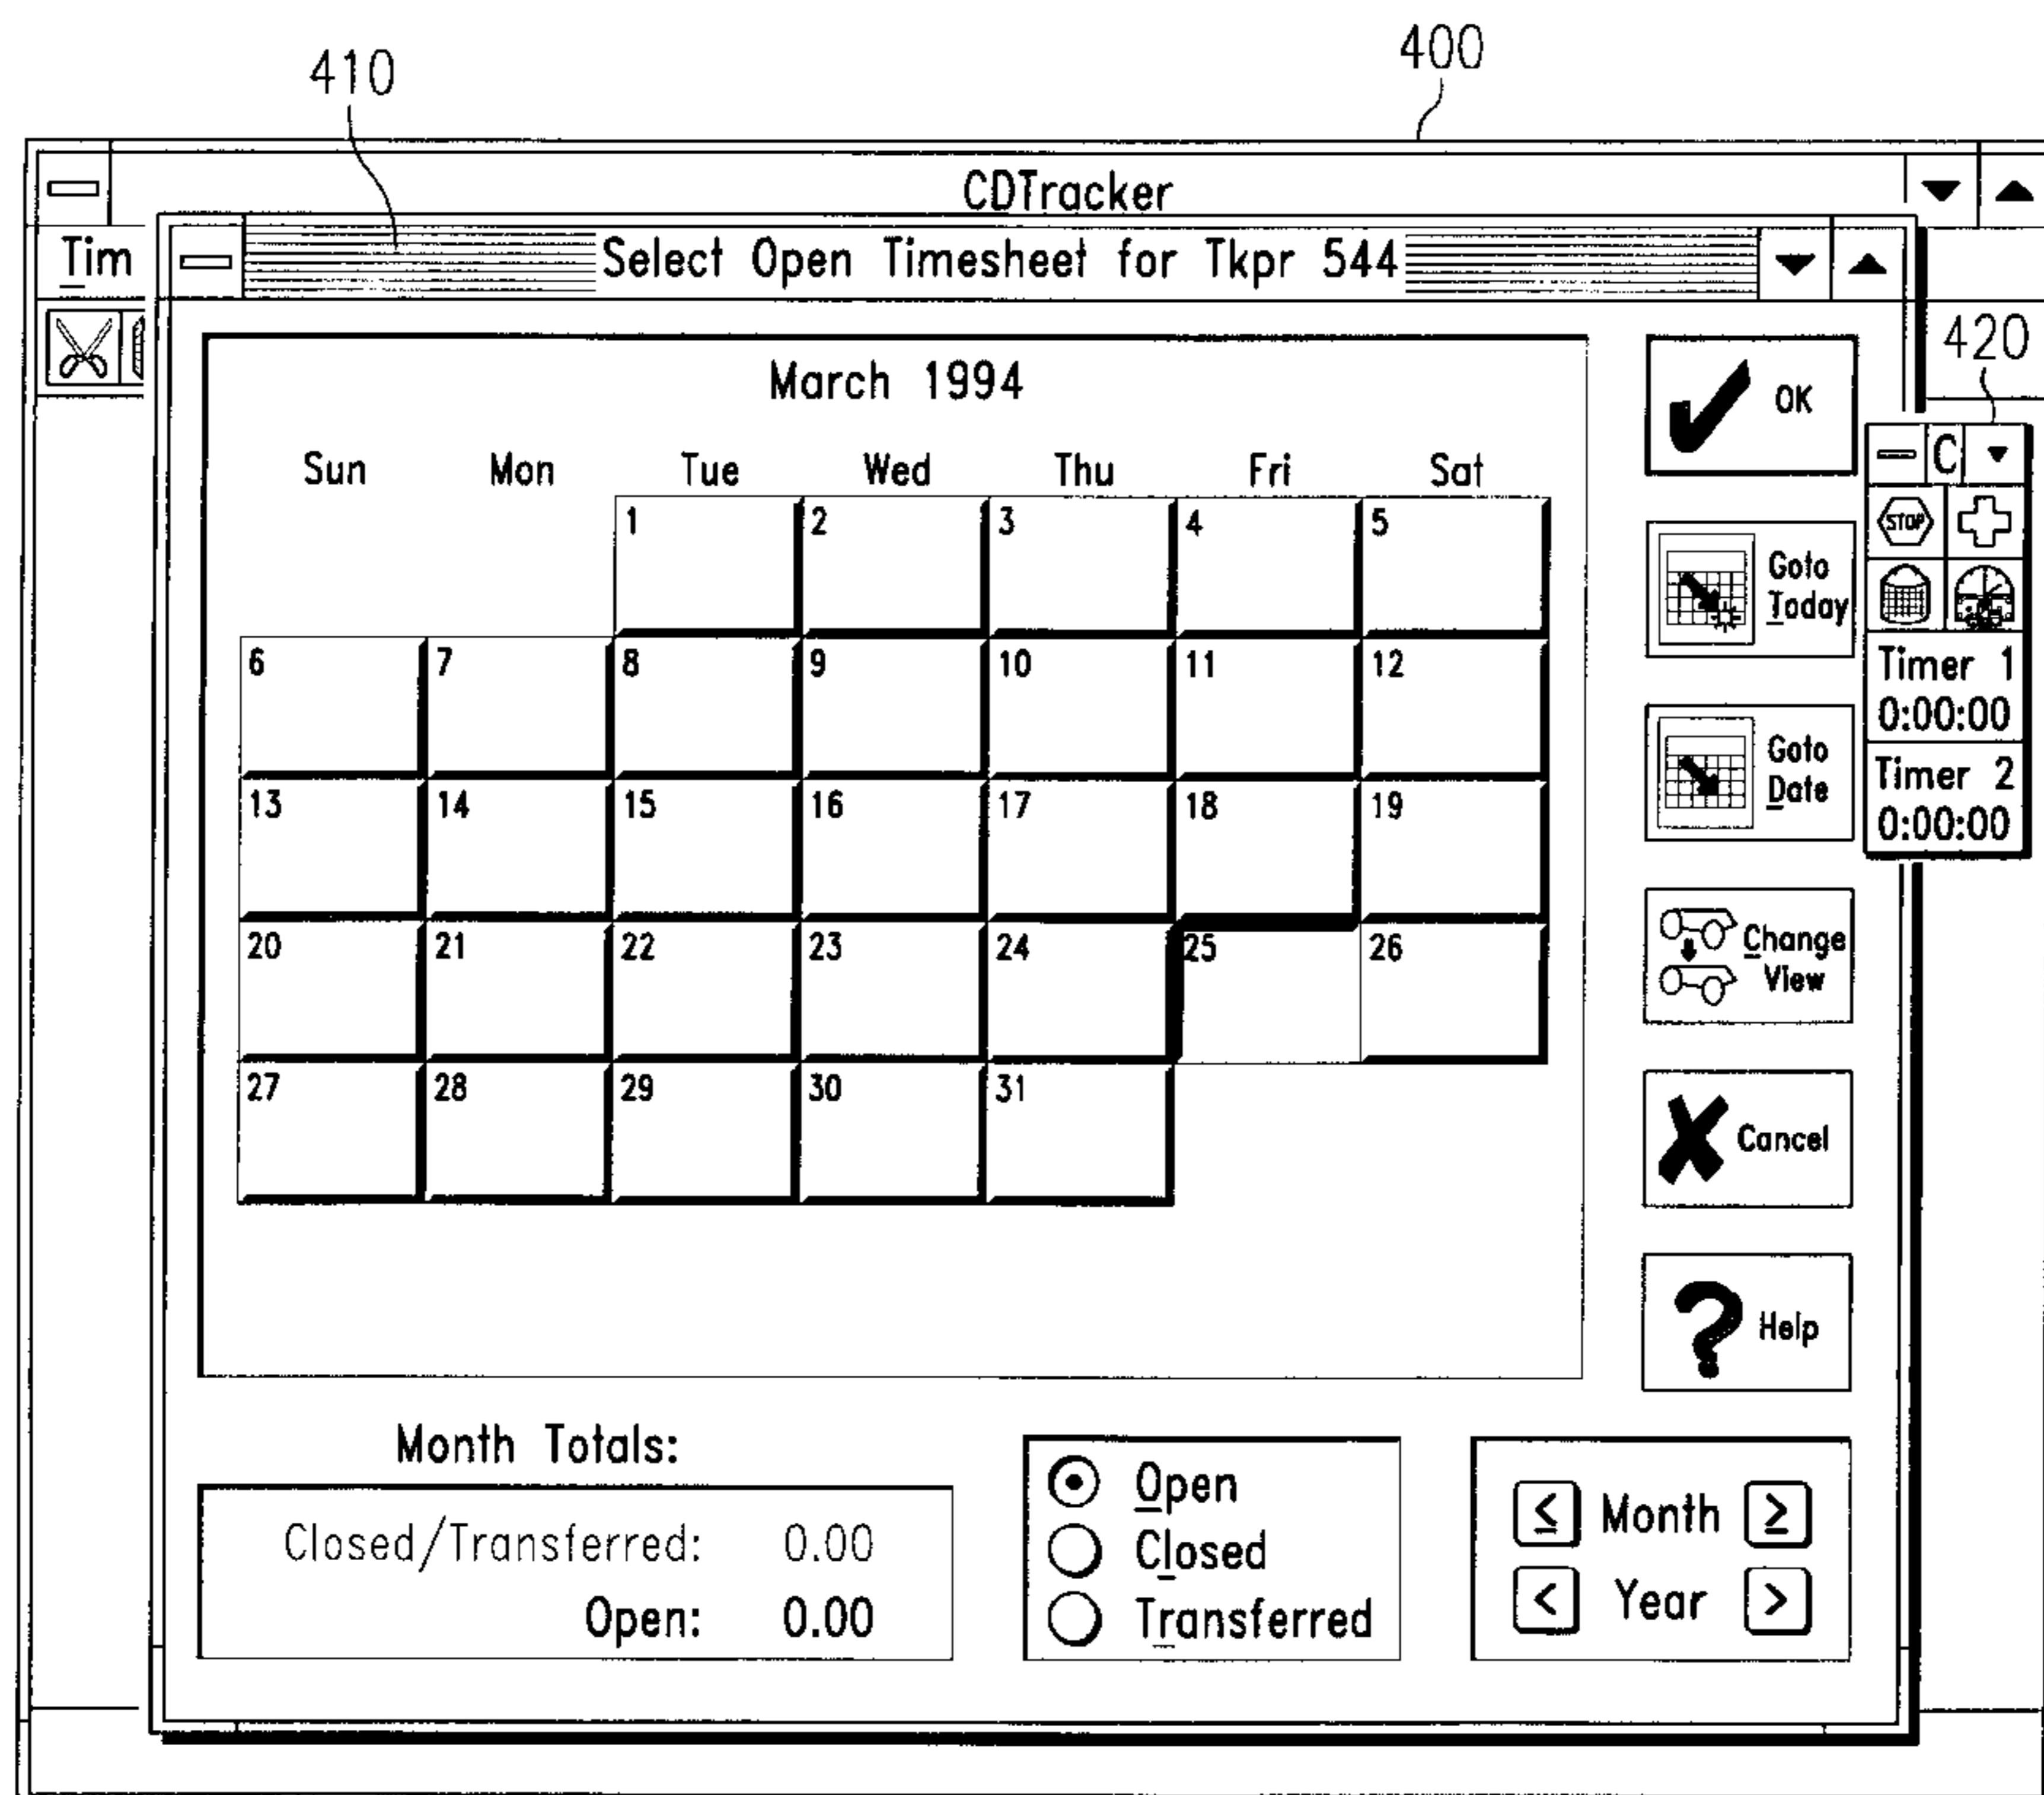 410
400
CDTracker
Tim
Select Open Timesheet for Tkpr 544
420
March 1994
Sun Mon Tue Wed Thu Fri Sat
1 2 3 4 5
6 7 8 9 10 11 12
13 14 15 16 17 18 19
20 21 22 23 24 25 26
27 28 29 30 31
OK
Goto
Today
Goto
Date
Change
View
Cancel
Help
C
STOP
Timer 1
0:00:00
Timer 2
0:00:00
Month Totals:
Closed/Transferred: 0.00
Open: 0.00
Open
Closed
Transferred
< Month >
< Year >